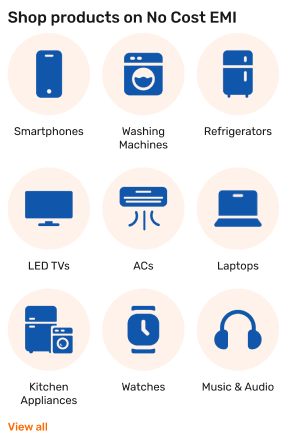 Shop products on No Cost EMI
Smartphones
Washing
Machines
Refrigerators
LED TVs
ACs
Laptops
Kitchen
Appliances
Watches
Music & Audio
View all